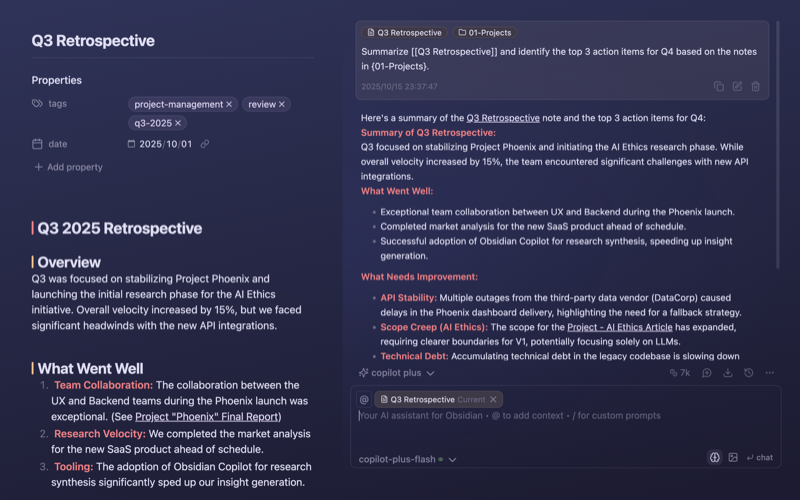 Q3 Retrospective
Properties
tags
project-management ×
review ×
q3-2025 ×
date
2025/10/01
+ Add property
Q3 2025 Retrospective
Overview
Q3 was focused on stabilizing Project Phoenix and
launching the initial research phase for the AI Ethics
initiative. Overall velocity increased by 15%, but we faced
significant headwinds with the new API integrations.
What Went Well
1. Team Collaboration: The collaboration between the
UX and Backend teams during the Phoenix launch was
exceptional. (See Project "Phoenix" Final Report)
2. Research Velocity: We completed the market analysis
for the new SaaS product ahead of schedule.
3. Tooling: The adoption of Obsidian Copilot for research
synthesis significantly sped up our insight generation.
Q3 Retrospective
01-Projects
Summarize [[Q3 Retrospective]] and identify the top 3 action items for Q4 based on the notes
in {01-Projects}.
2025/10/15 23:37:47
Here's a summary of the Q3 Retrospective note and the top 3 action items for Q4:
Summary of Q3 Retrospective:
Q3 focused on stabilizing Project Phoenix and initiating the AI Ethics research phase. While
overall velocity increased by 15%, the team encountered significant challenges with new API
integrations.
What Went Well:
• Exceptional team collaboration between UX and Backend during the Phoenix launch.
• Completed market analysis for the new SaaS product ahead of schedule.
• Successful adoption of Obsidian Copilot for research synthesis, speeding up insight
generation.
What Needs Improvement:
• API Stability: Multiple outages from the third-party data vendor (DataCorp) caused
delays in the Phoenix dashboard delivery, highlighting the need for a fallback strategy.
• Scope Creep (AI Ethics): The scope for the Project - AI Ethics Article has expanded,
requiring clearer boundaries for V1, potentially focusing solely on LLMs.
• Technical Debt: Accumulating technical debt in the legacy codebase is slowing down
copilot plus
7k
@
Q3 Retrospective Current ×
Your AI assistant for Obsidian • @ to add context • / for custom prompts
copilot-plus-flash
chat